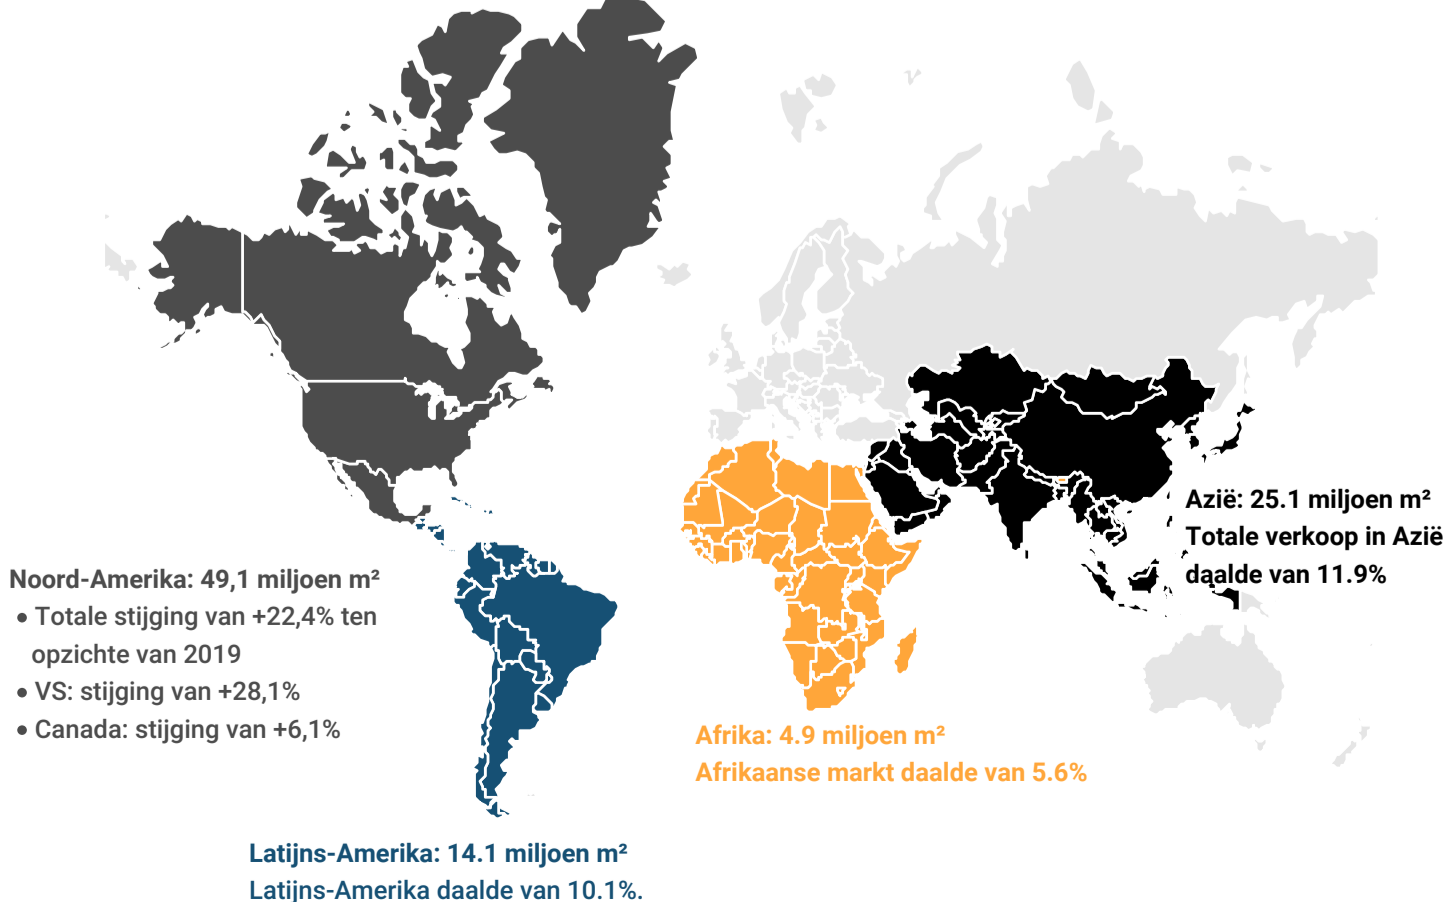 Noord-Amerika: 49,1 miljoen m²
• Totale stijging van +22,4% ten
opzichte van 2019
• VS: stijging van +28,1%
• Canada: stijging van +6,1%
Latijns-Amerika: 14.1 miljoen m²
Latijns-Amerika daalde van 10.1%.
Afrika: 4.9 miljoen m²
Afrikaanse markt daalde van 5.6%
Azië: 25.1 miljoen m²
Totale verkoop in Azië
daalde van 11.9%